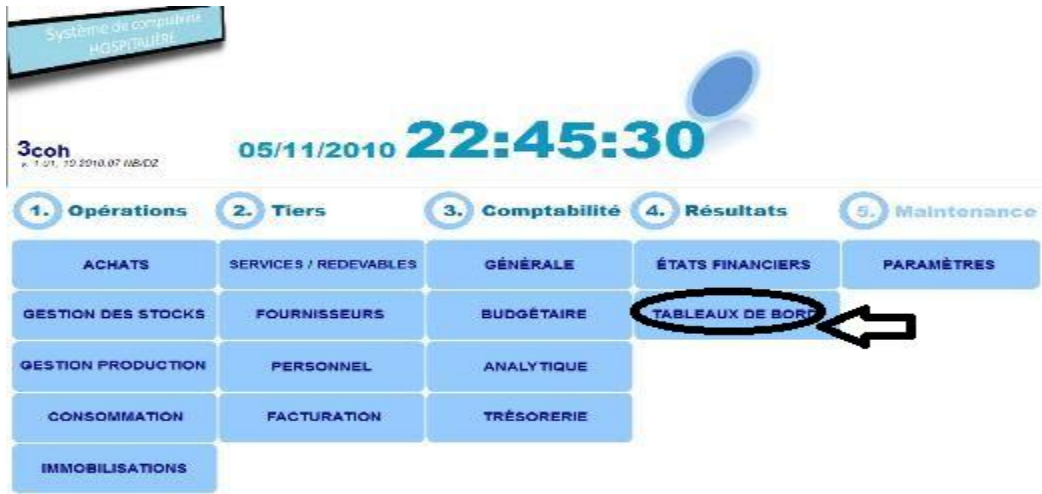 Système de comptabilité
HOSPITALIÈRE
3coh
05/11/2010 22:45:30
1. Opérations 2. Tiers 3. Comptabilité 4. Résultats 5. Maintenance
ACHATS SERVICES / REDEVABLES GÉNÉRALE ÉTATS FINANCIERS PARAMÈTRES
GESTION DES STOCKS FOURNISSEURS BUDGÉTAIRE TABLEAUX DE BORD
GESTION PRODUCTION PERSONNEL ANALYTIQUE
CONSOMMATION FACTURATION TRÉSORERIE
IMMOBILISATIONS